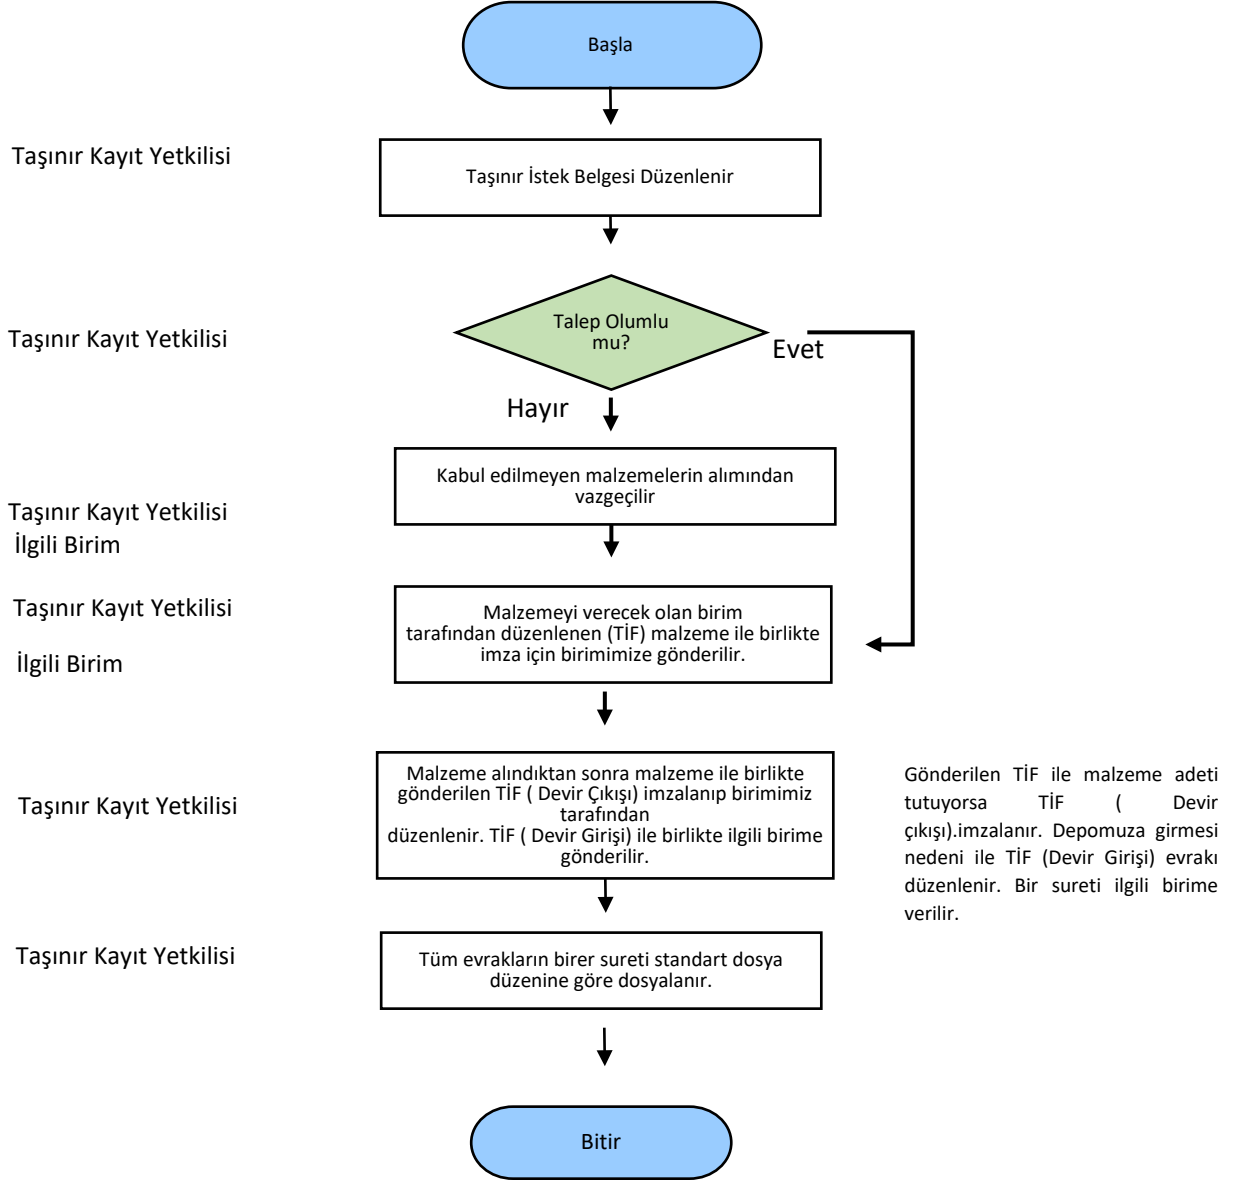 Başla
Taşınır Kayıt Yetkilisi
Taşınır İstek Belgesi Düzenlenir
Taşınır Kayıt Yetkilisi
Talep Olumlu
mu?
Evet
Hayır
Kabul edilmeyen malzemelerin alımından
vazgeçilir
Taşınır Kayıt Yetkilisi
İlgili Birim
Taşınır Kayıt Yetkilisi
İlgili Birim
Malzemeyi verecek olan birim
tarafından düzenlenen (TİF) malzeme ile birlikte
imza için birimimize gönderilir.
Taşınır Kayıt Yetkilisi
Malzeme alındıktan sonra malzeme ile birlikte
gönderilen TİF ( Devir Çıkışı) imzalanıp birimimiz
tarafından
düzenlenir. TİF ( Devir Girişi) ile birlikte ilgili birime
gönderilir.
Gönderilen TİF ile malzeme adeti
tutuyorsa TİF ( Devir
çıkışı).imzalanır. Depomuza girmesi
nedeni ile TİF (Devir Girişi) evrakı
düzenlenir. Bir sureti ilgili birime
verilir.
Taşınır Kayıt Yetkilisi
Tüm evrakların birer sureti standart dosya
düzenine göre dosyalanır.
Bitir